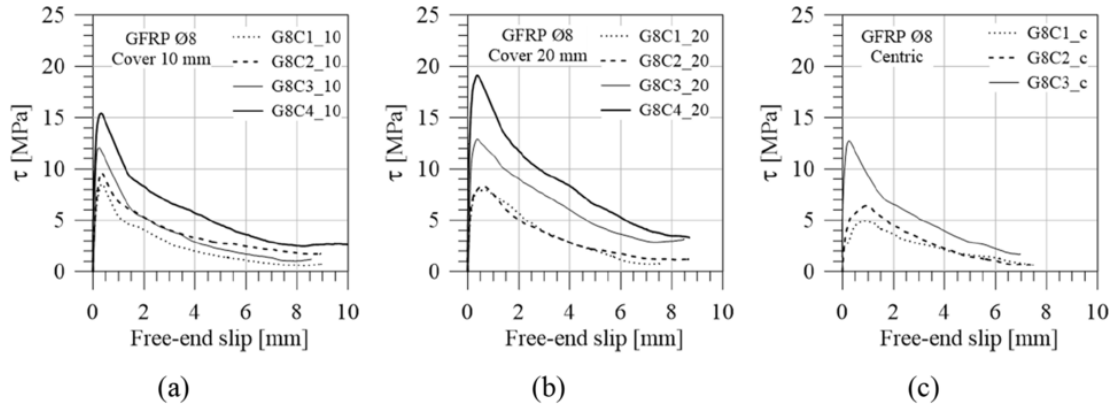 25
20
15
10
5
0
τ [MPa]
GFRP Ø8
Cover 10 mm
G8C1_10
G8C2_10
G8C3_10
G8C4_10
0 2 4 6 8 10
Free-end slip [mm]
(a)
25
20
15
10
5
0
τ [MPa]
GFRP Ø8
Cover 20 mm
G8C1_20
G8C2_20
G8C3_20
G8C4_20
0 2 4 6 8 10
Free-end slip [mm]
(b)
25
20
15
10
5
0
τ [MPa]
GFRP Ø8
Centric
G8C1_c
G8C2_c
G8C3_c
0 2 4 6 8 10
Free-end slip [mm]
(c)